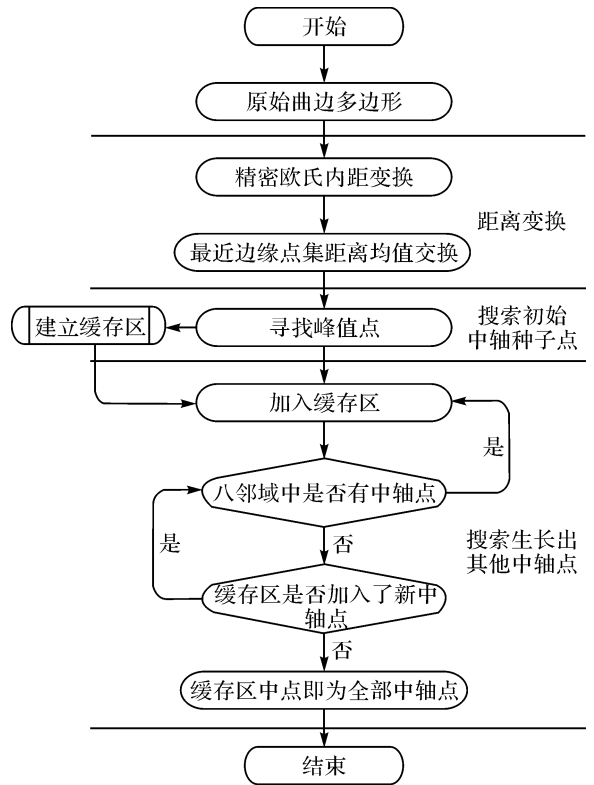 开始
原始曲边多边形
精密欧氏内距变换
距离变换
最近边缘点集距离均值交换
建立缓存区
寻找峰值点
搜索初始
中轴种子点
加入缓存区
是
八邻域中是否有中轴点
是
否
搜索生长出
其他中轴点
缓存区是否加入了新中
轴点
否
缓存区中点即为全部中轴点
结束